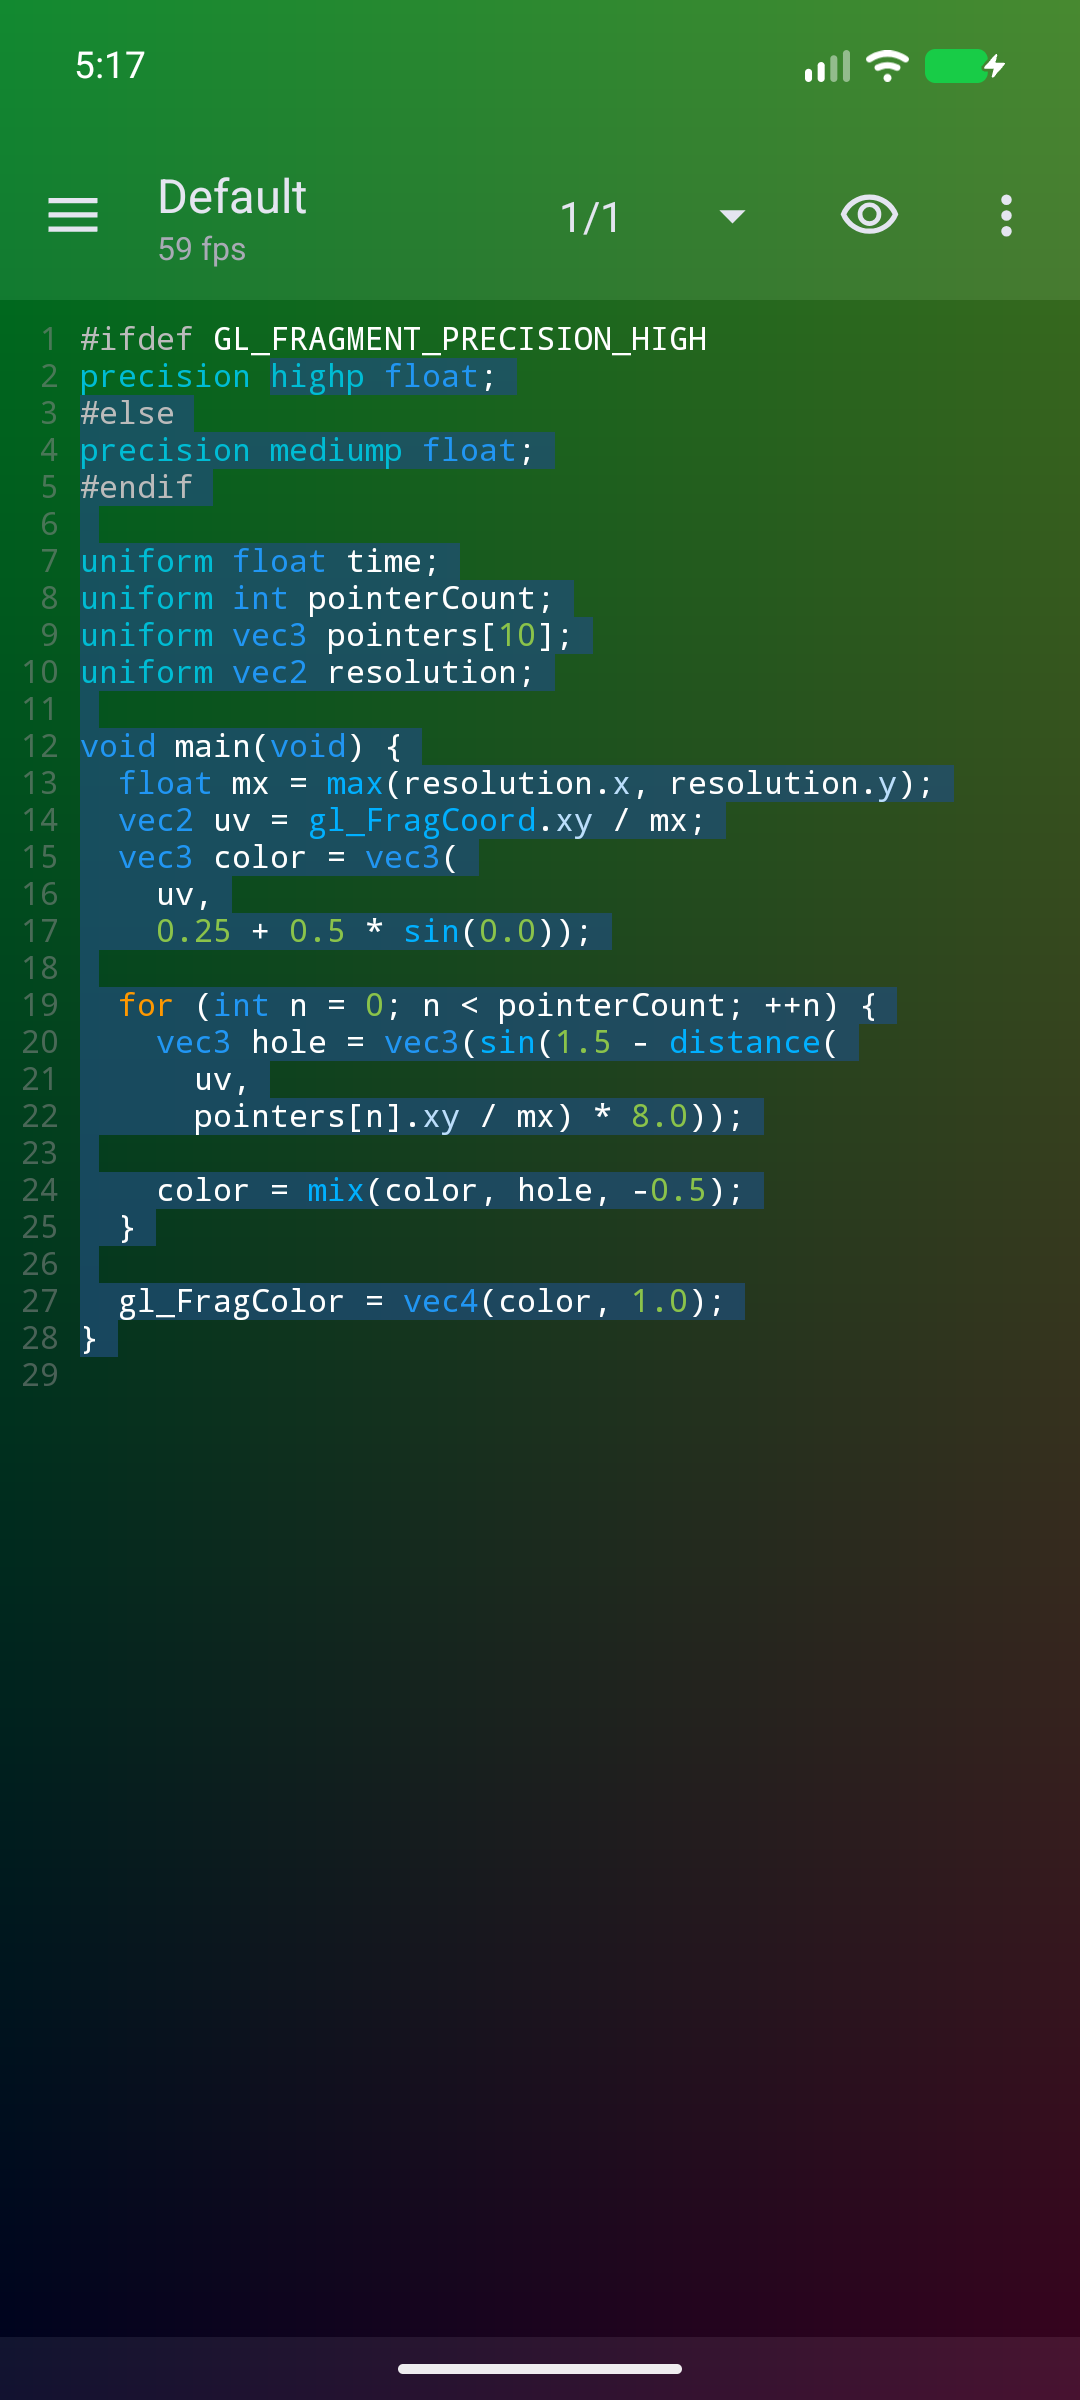 5:17
Default
1/1
59 fps
1 #ifdef GL_FRAGMENT_PRECISION_HIGH
2 precision highp float;
3 #else
4 precision mediump float;
5 #endif
6
7 uniform float time;
8 uniform int pointerCount;
9 uniform vec3 pointers[10];
10 uniform vec2 resolution;
11
12 void main(void) {
13   float mx = max(resolution.x, resolution.y);
14   vec2 uv = gl_FragCoord.xy / mx;
15   vec3 color = vec3(
16     uv,
17     0.25 + 0.5 * sin(0.0));
18
19   for (int n = 0; n < pointerCount; ++n) {
20     vec3 hole = vec3(sin(1.5 - distance(
21       uv,
22       pointers[n].xy / mx) * 8.0));
23
24     color = mix(color, hole, -0.5);
25   }
26
27   gl_FragColor = vec4(color, 1.0);
28 }
29